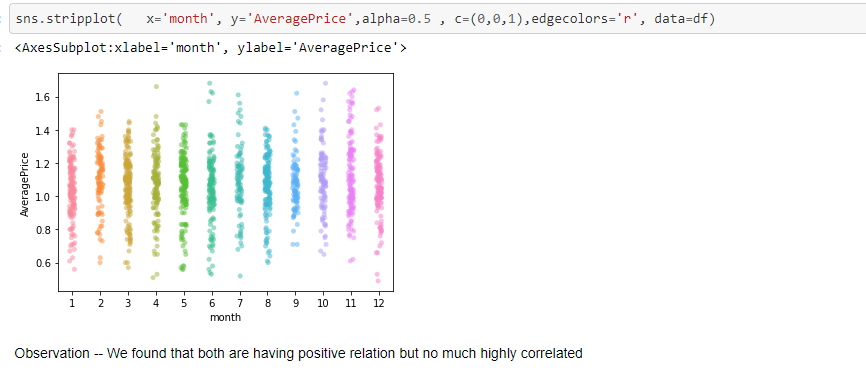 sns.stripplot(   x='month', y='AveragePrice',alpha=0.5 , c=(0,0,1),edgecolors='r', data=df)
<AxesSubplot:xlabel='month', ylabel='AveragePrice'>
1.6
1.4
1.2
1.0
0.8
0.6
AveragePrice
1 2 3 4 5 6 7 8 9 10 11 12
month
Observation -- We found that both are having positive relation but no much highly correlated